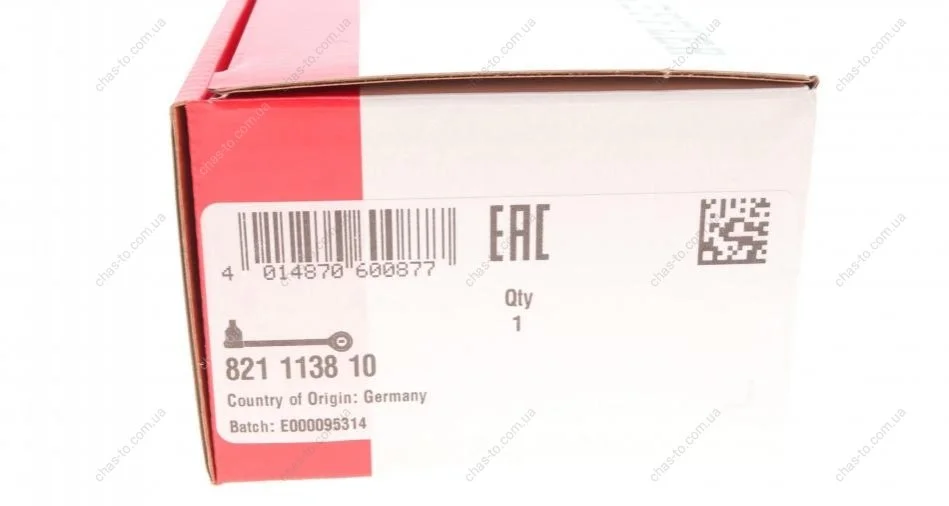 4 014870 600877
EAC
Qty
1
821 1138 10
Country of Origin: Germany
Batch: E000095314
chas-to.com.ua